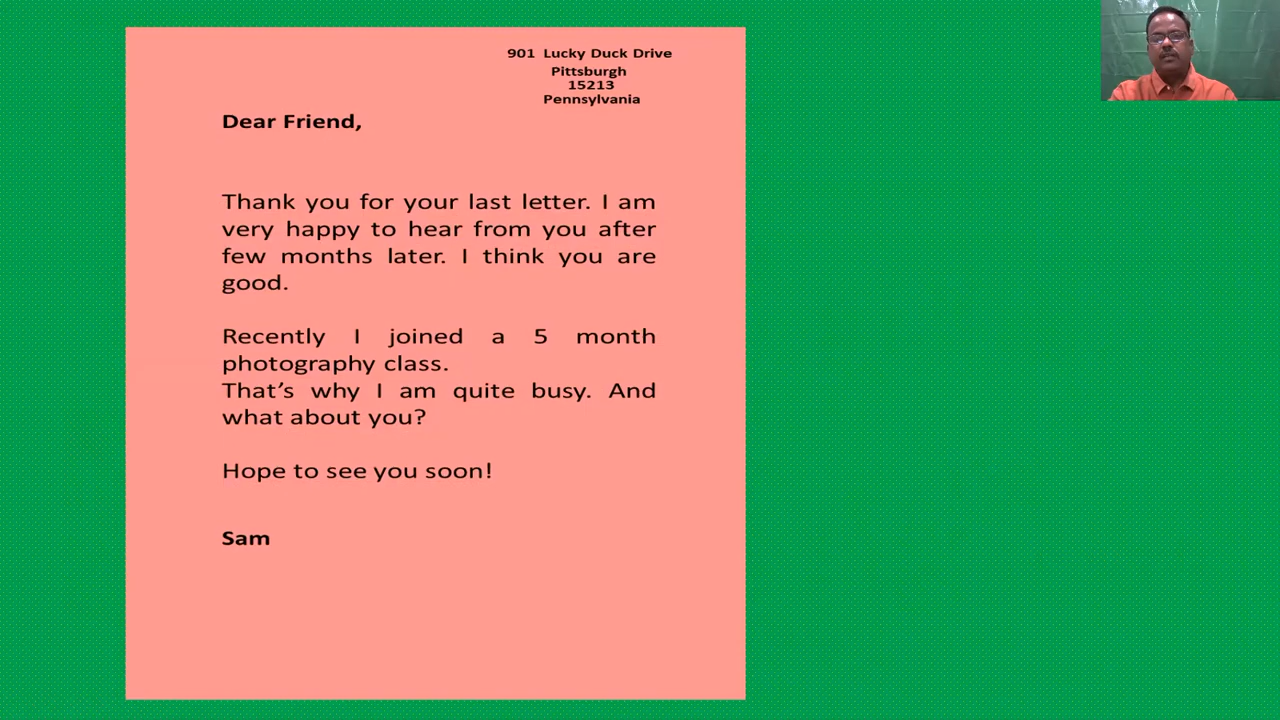 901 Lucky Duck Drive
Pittsburgh
15213
Pennsylvania
Dear Friend,
Thank you for your last letter. I am
very happy to hear from you after
few months later. I think you are
good.
Recently I joined a 5 month
photography class.
That’s why I am quite busy. And
what about you?
Hope to see you soon!
Sam